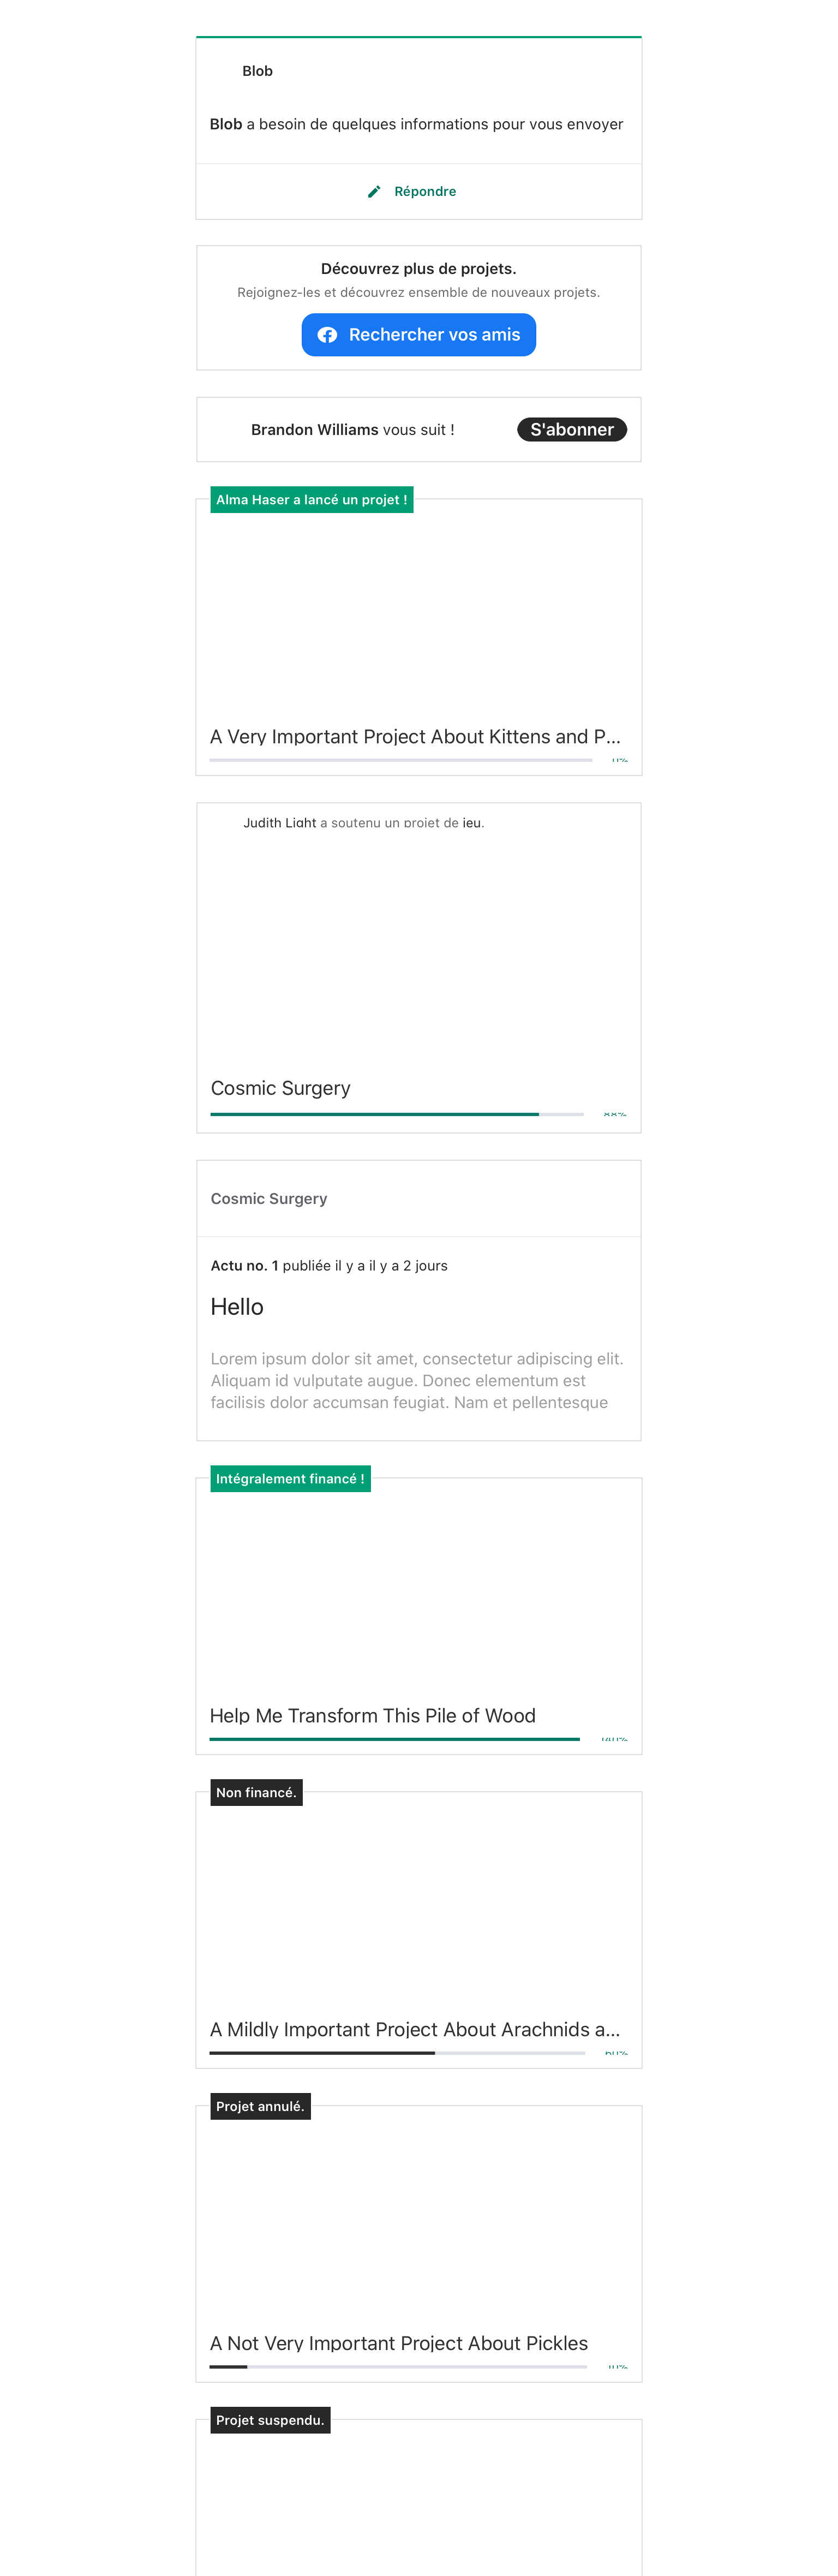 Blob
Blob a besoin de quelques informations pour vous envoyer
Répondre
Découvrez plus de projets.
Rejoignez-les et découvrez ensemble de nouveaux projets.
Rechercher vos amis
Brandon Williams vous suit !
S'abonner
Alma Haser a lancé un projet !
A Very Important Project About Kittens and P...
Judith Light a soutenu un projet de jeu.
Cosmic Surgery
Cosmic Surgery
Actu no. 1 publiée il y a il y a 2 jours
Hello
Lorem ipsum dolor sit amet, consectetur adipiscing elit.
Aliquam id vulputate augue. Donec elementum est
facilisis dolor accumsan feugiat. Nam et pellentesque
Intégralement financé !
Help Me Transform This Pile of Wood
Non financé.
A Mildly Important Project About Arachnids a...
Projet annulé.
A Not Very Important Project About Pickles
Projet suspendu.